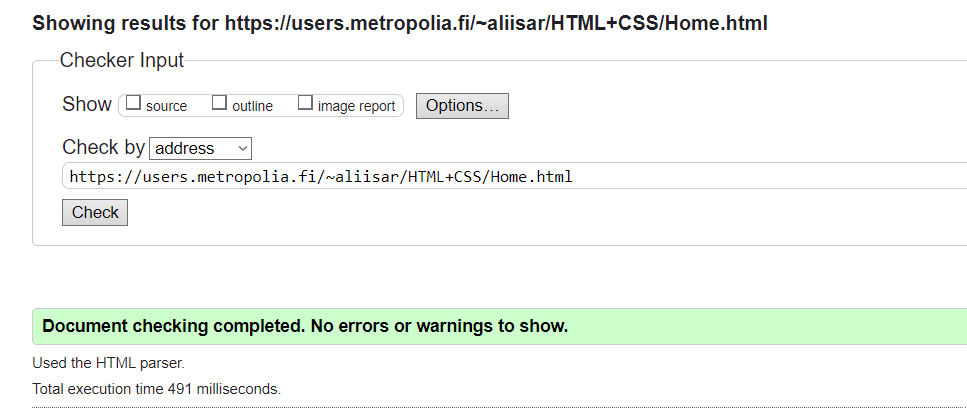 Showing results for https://users.metropolia.fi/~aliisar/HTML+CSS/Home.html
Checker Input
Show source outline image report Options...
Check by address
https://users.metropolia.fi/~aliisar/HTML+CSS/Home.html
Check
Document checking completed. No errors or warnings to show.
Used the HTML parser.
Total execution time 491 milliseconds.